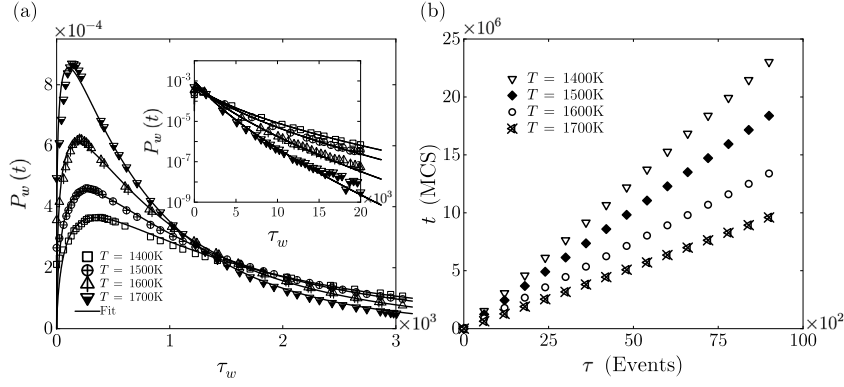 (a)
×10⁻⁴
8
6
4
2
0
P_w(t)
0
1
2
3
×10³
τ_w
T = 1400K
T = 1500K
T = 1600K
T = 1700K
Fit
10⁻³
10⁻⁵
10⁻⁷
10⁻⁹
P_w(t)
0
5
10
15
20
×10³
τ_w
(b)
×10⁶
25
20
15
10
5
0
t (MCS)
T = 1400K
T = 1500K
T = 1600K
T = 1700K
0
25
50
75
100
×10²
τ (Events)